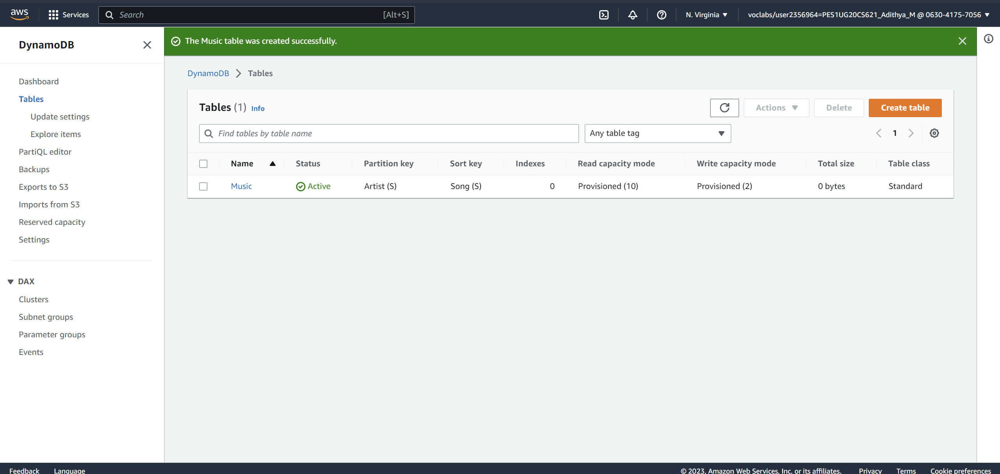 aws
Services
Search [Alt+S]
N. Virginia
voclabs/user2356964=PES1UG20CS621_Adithya_M @ 0630-4175-7056
DynamoDB
Dashboard
Tables
Update settings
Explore items
PartiQL editor
Backups
Exports to S3
Imports from S3
Reserved capacity
Settings
DAX
Clusters
Subnet groups
Parameter groups
Events
The Music table was created successfully.
DynamoDB Tables
Tables (1) Info
Actions
Delete
Create table
Find tables by table name
Any table tag
1
Name Status Partition key Sort key Indexes Read capacity mode Write capacity mode Total size Table class
Music Active Artist (S) Song (S) 0 Provisioned (10) Provisioned (2) 0 bytes Standard
Feedback Language © 2023, Amazon Web Services, Inc. or its affiliates. Privacy Terms Cookie preferences